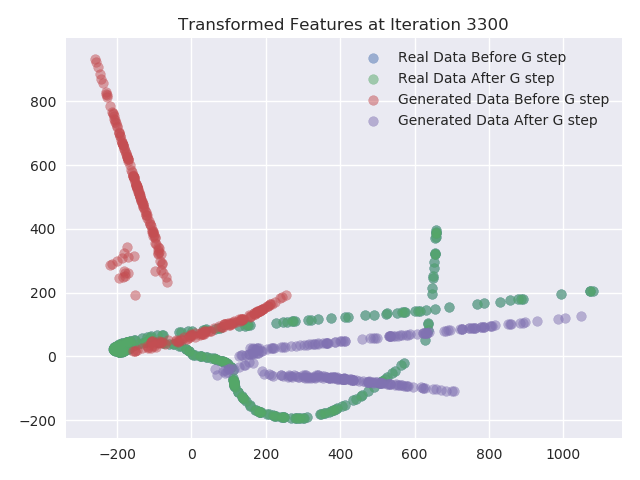 Transformed Features at Iteration 3300
Real Data Before G step
Real Data After G step
Generated Data Before G step
Generated Data After G step
800
600
400
200
0
−200
−200 0 200 400 600 800 1000